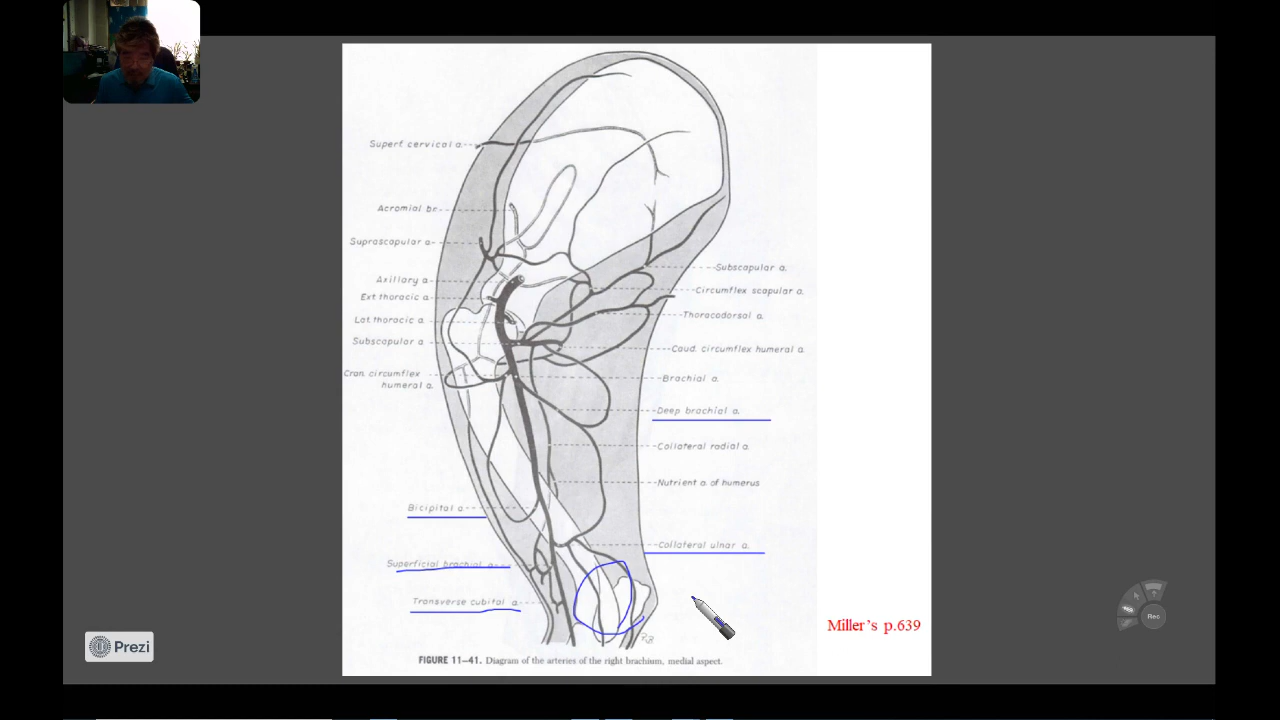 Superf. cervical a.
Acromial br.
Suprascapular a.
Axillary a.
Ext. thoracic a.
Lat. thoracic a.
Subscapular a.
Cran. circumflex
humeral a.
Bicipital a.
Superficial brachial a.
Transverse cubital a.
Subscapular a.
Circumflex scapular a.
Thoracodorsal a.
Caud. circumflex humeral a.
Brachial a.
Deep brachial a.
Collateral radial a.
Nutrient a. of humerus
Collateral ulnar a.
FIGURE 11–41. Diagram of the arteries of the right brachium, medial aspect.
Miller's p.639
Prezi
Rec